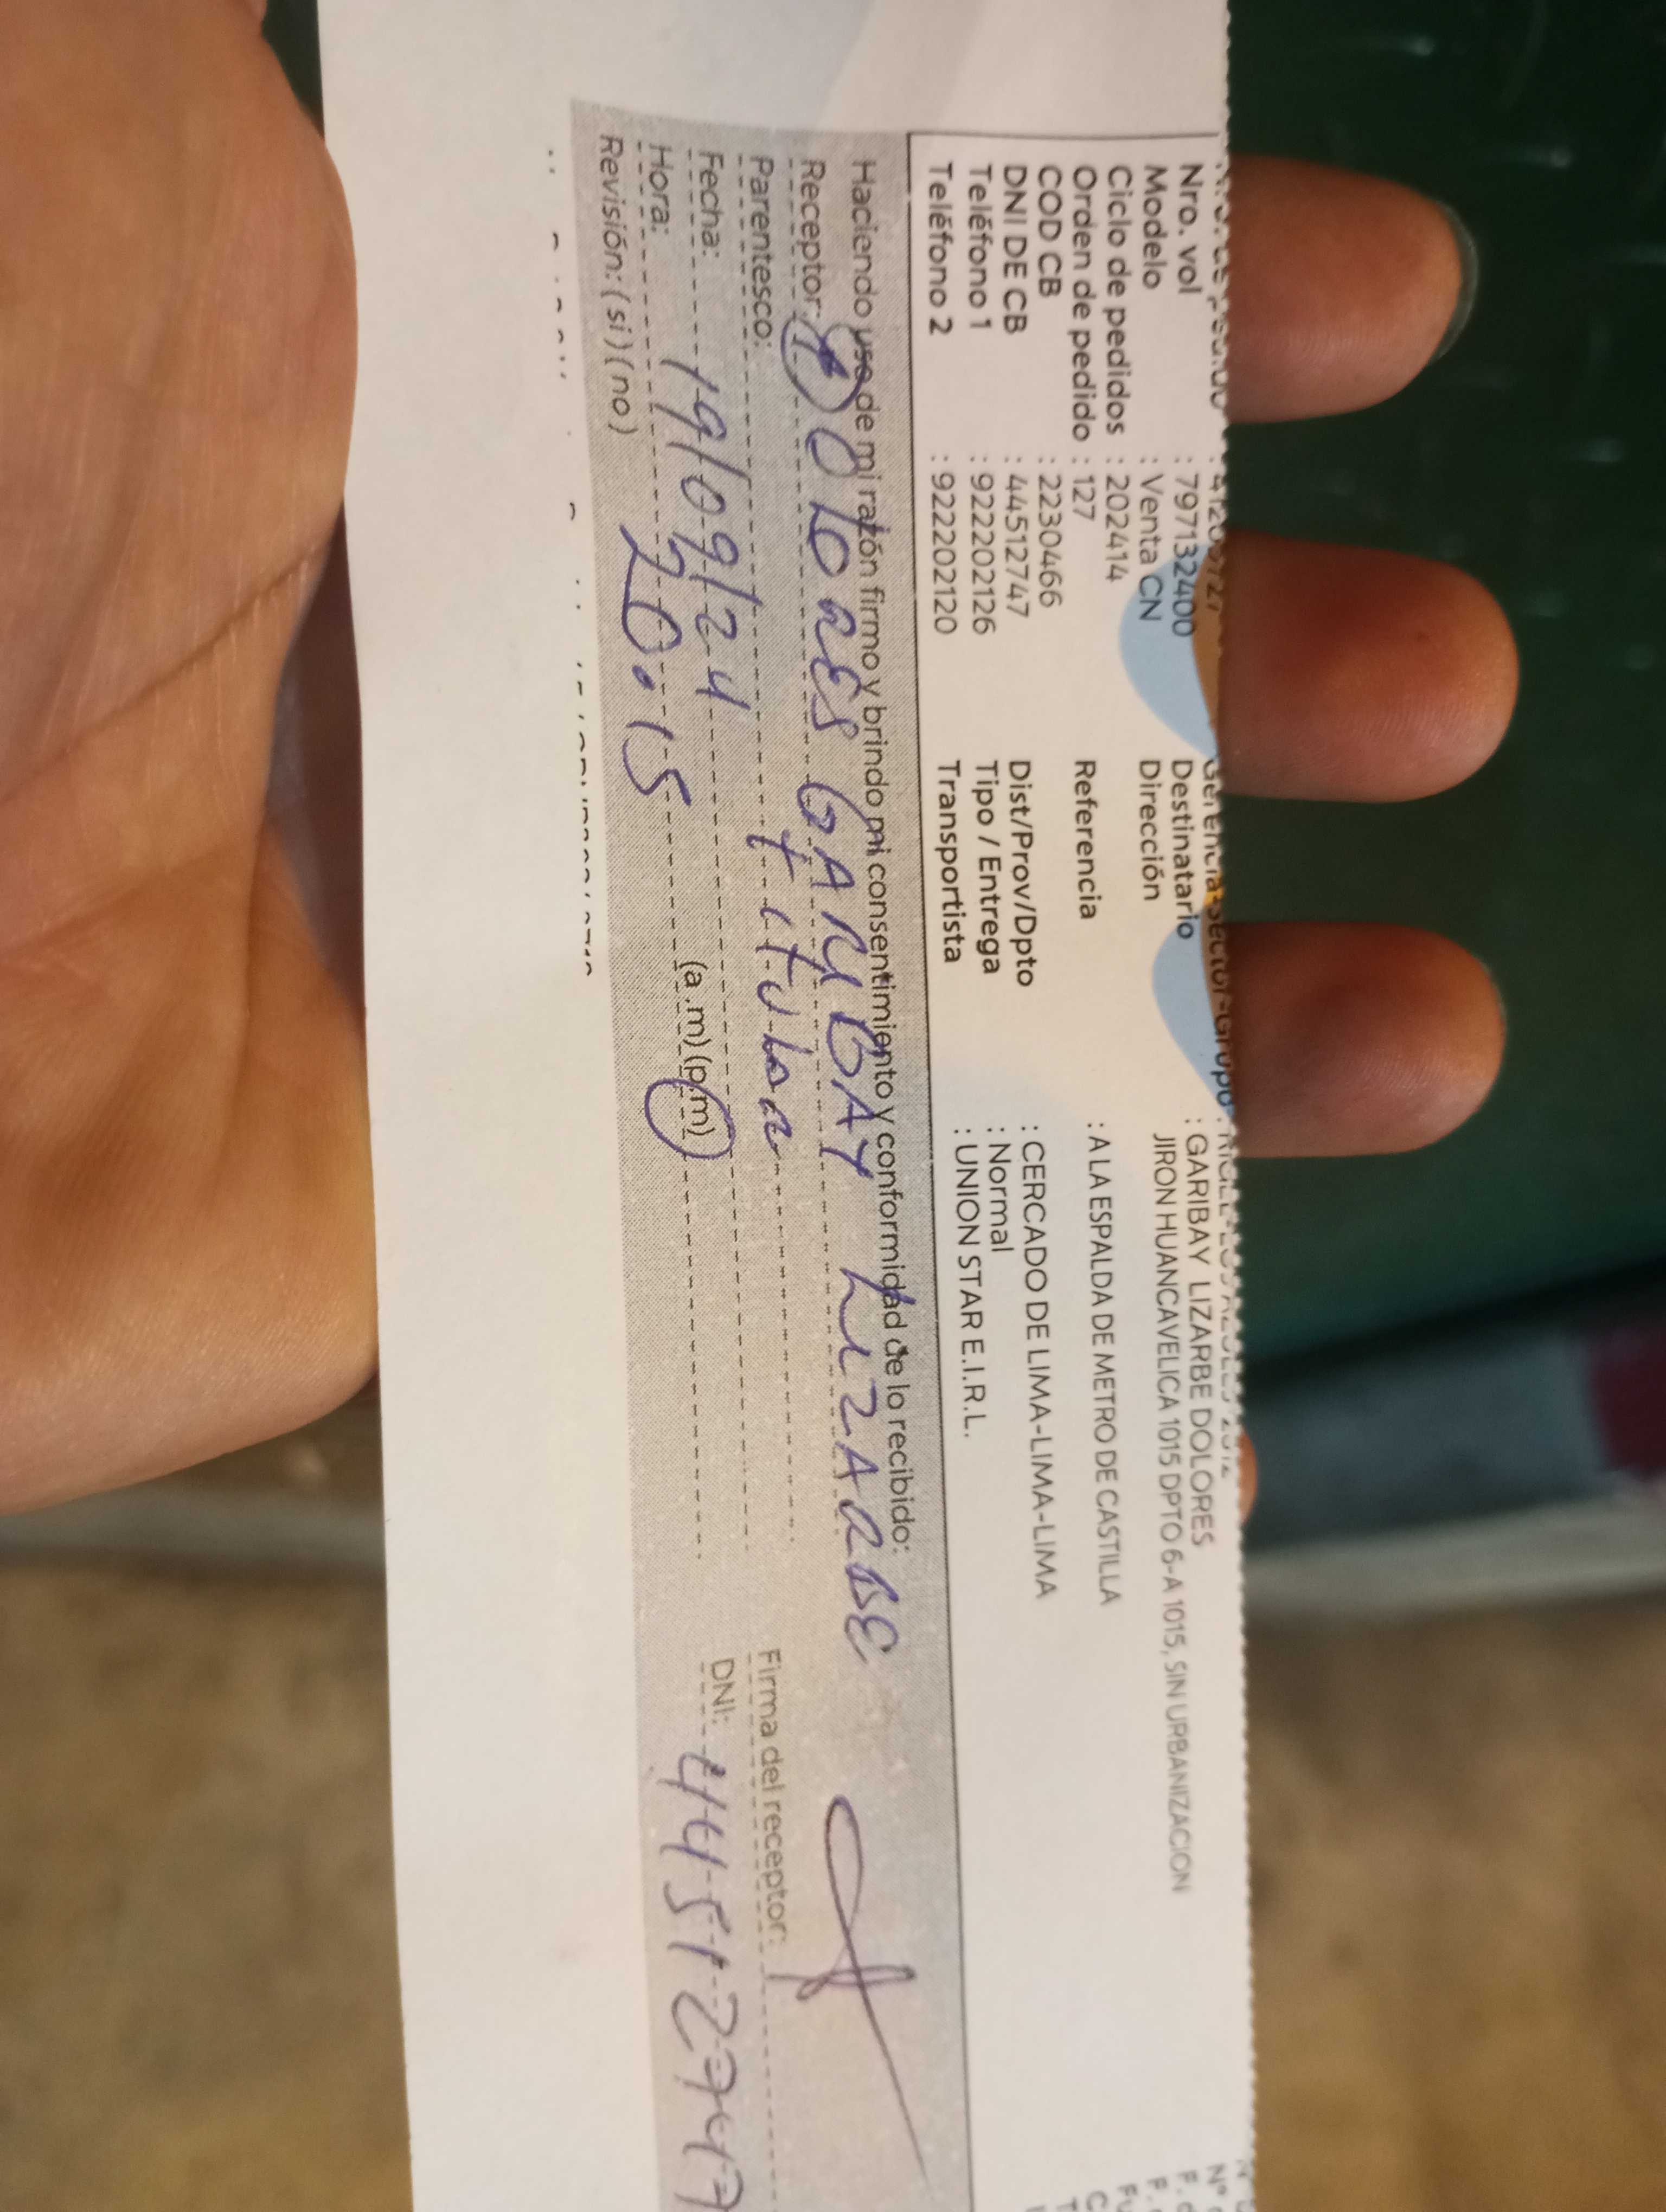 Nro. vol : 797132400
Modelo : Venta CN
Ciclo de pedidos : 202414
Orden de pedido : 127
COD CB : 2230466
DNI DE CB : 44512747
Teléfono 1 : 922202126
Teléfono 2 : 922202120
Gerencia-Sector-Grupo :
Destinatario : GARIBAY LIZARBE DOLORES
Dirección JIRON HUANCAVELICA 1015 DPTO 6-A 1015, SIN URBANIZACION
Referencia : A LA ESPALDA DE METRO DE CASTILLA
Dist/Prov/Dpto : CERCADO DE LIMA-LIMA-LIMA
Tipo / Entrega : Normal
Transportista : UNION STAR E.I.R.L.
Haciendo uso de mi razón firmo y brindo mi consentimiento y conformidad de lo recibido:
Receptor: DOLORES GARIBAY LIZARBE
Parentesco: titular
Fecha: 19/09/24
Hora: 20:15 (a.m) (p.m)
Revisión: (si) (no)
Firma del receptor:
DNI: 44512747